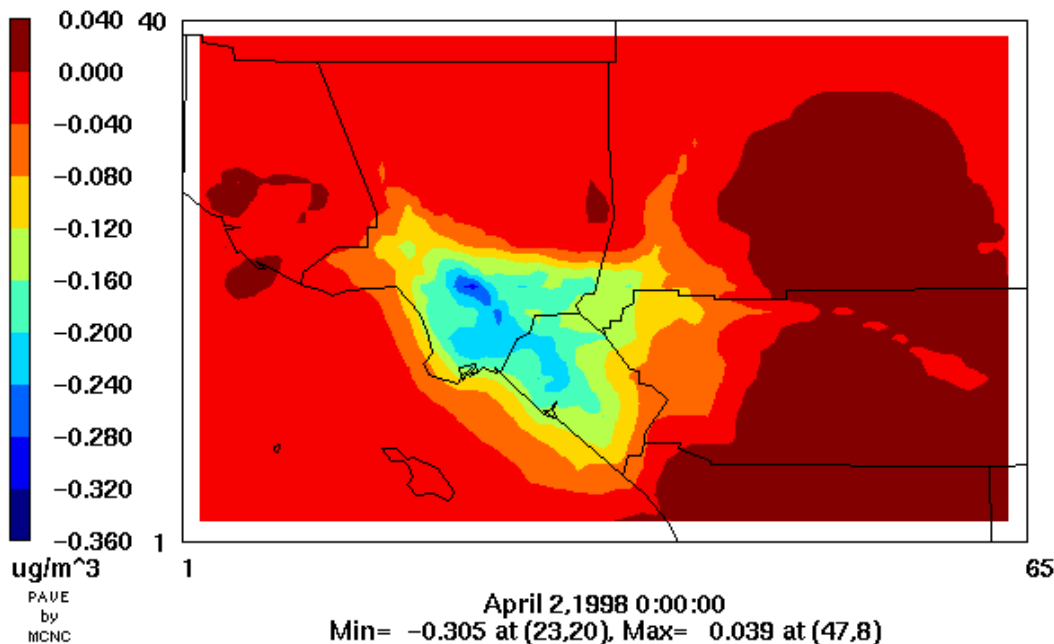 0.040
0.000
−0.040
−0.080
−0.120
−0.160
−0.200
−0.240
−0.280
−0.320
−0.360
ug/m^3
PAVE
by
MCNC
40
1
1
65
April 2,1998 0:00:00
Min= −0.305 at (23,20), Max= 0.039 at (47,8)